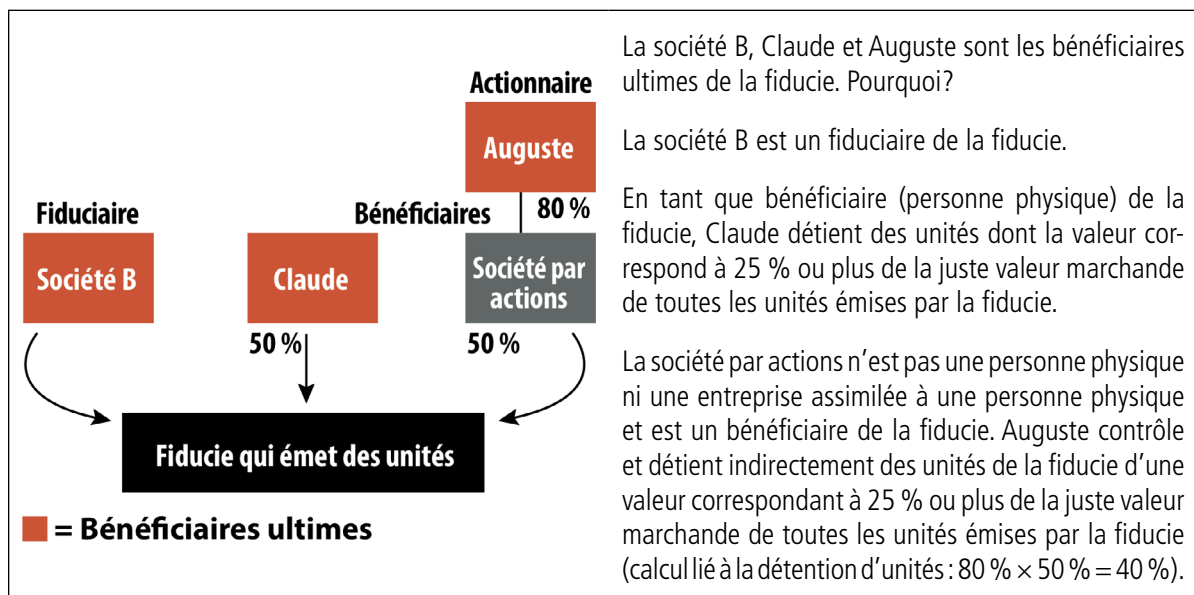 Actionnaire
Auguste
80 %
Fiduciaire
Bénéficiaires
Société B
Claude
Société par
actions
50 %
50 %
Fiducie qui émet des unités
= Bénéficiaires ultimes
La société B, Claude et Auguste sont les bénéficiaires
ultimes de la fiducie. Pourquoi?
La société B est un fiduciaire de la fiducie.
En tant que bénéficiaire (personne physique) de la
fiducie, Claude détient des unités dont la valeur cor-
respond à 25 % ou plus de la juste valeur marchande
de toutes les unités émises par la fiducie.
La société par actions n’est pas une personne physique
ni une entreprise assimilée à une personne physique
et est un bénéficiaire de la fiducie. Auguste contrôle
et détient indirectement des unités de la fiducie d’une
valeur correspondant à 25 % ou plus de la juste valeur
marchande de toutes les unités émises par la fiducie
(calcul lié à la détention d’unités : 80 % × 50 % = 40 %).